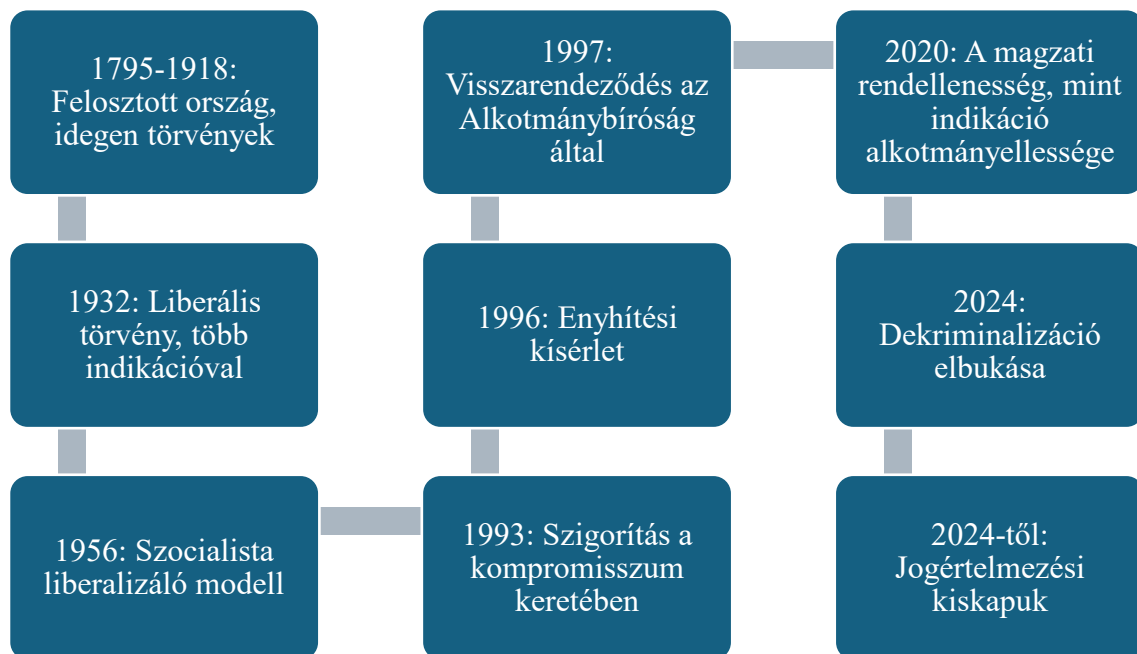 1795-1918:
Felosztott ország,
idegen törvények
1932: Liberális
törvény, több
indikációval
1956: Szocialista
liberalizáló modell
1993: Szigorítás a
kompromisszum
keretében
1996: Enyhítési
kísérlet
1997:
Visszarendeződés az
Alkotmánybíróság
által
2020: A magzati
rendellenesség, mint
indikáció
alkotmányellessége
2024:
Dekriminalizáció
elbukása
2024-től:
Jogértelmezési
kiskapuk